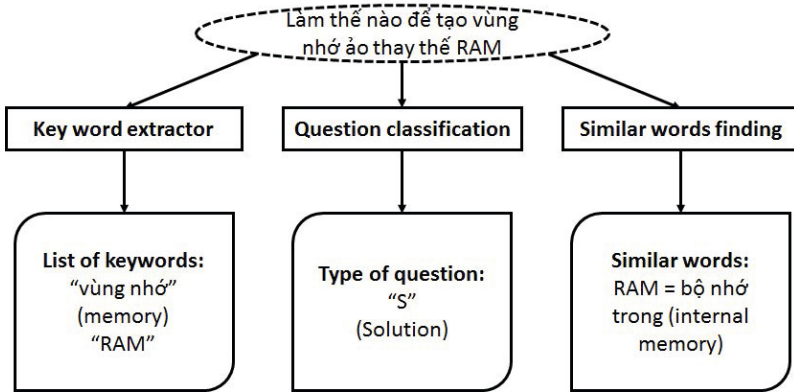 Làm thế nào để tạo vùng
nhớ ảo thay thế RAM
Key word extractor
Question classification
Similar words finding
List of keywords:
“vùng nhớ”
(memory)
“RAM”
Type of question:
“S”
(Solution)
Similar words:
RAM = bộ nhớ
trong (internal
memory)